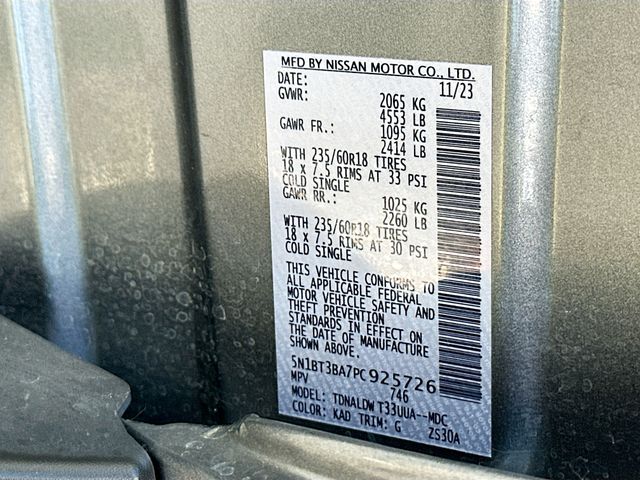 MFD BY NISSAN MOTOR CO., LTD.
DATE: 11/23
GVWR: 2065 KG
4553 LB
GAWR FR.: 1095 KG
2414 LB
WITH 235/60R18 TIRES
18 x 7.5 RIMS AT 33 PSI
COLD SINGLE
GAWR RR.: 1025 KG
2260 LB
WITH 235/60R18 TIRES
18 x 7.5 RIMS AT 30 PSI
COLD SINGLE
THIS VEHICLE CONFORMS TO
ALL APPLICABLE FEDERAL
MOTOR VEHICLE SAFETY AND
THEFT PREVENTION
STANDARDS IN EFFECT ON
THE DATE OF MANUFACTURE
SHOWN ABOVE.
5N1BT3BA7PC925726
MPV 746
MODEL: TDNALDW T33UUA--MDC
COLOR: KAD TRIM: G ZS30A